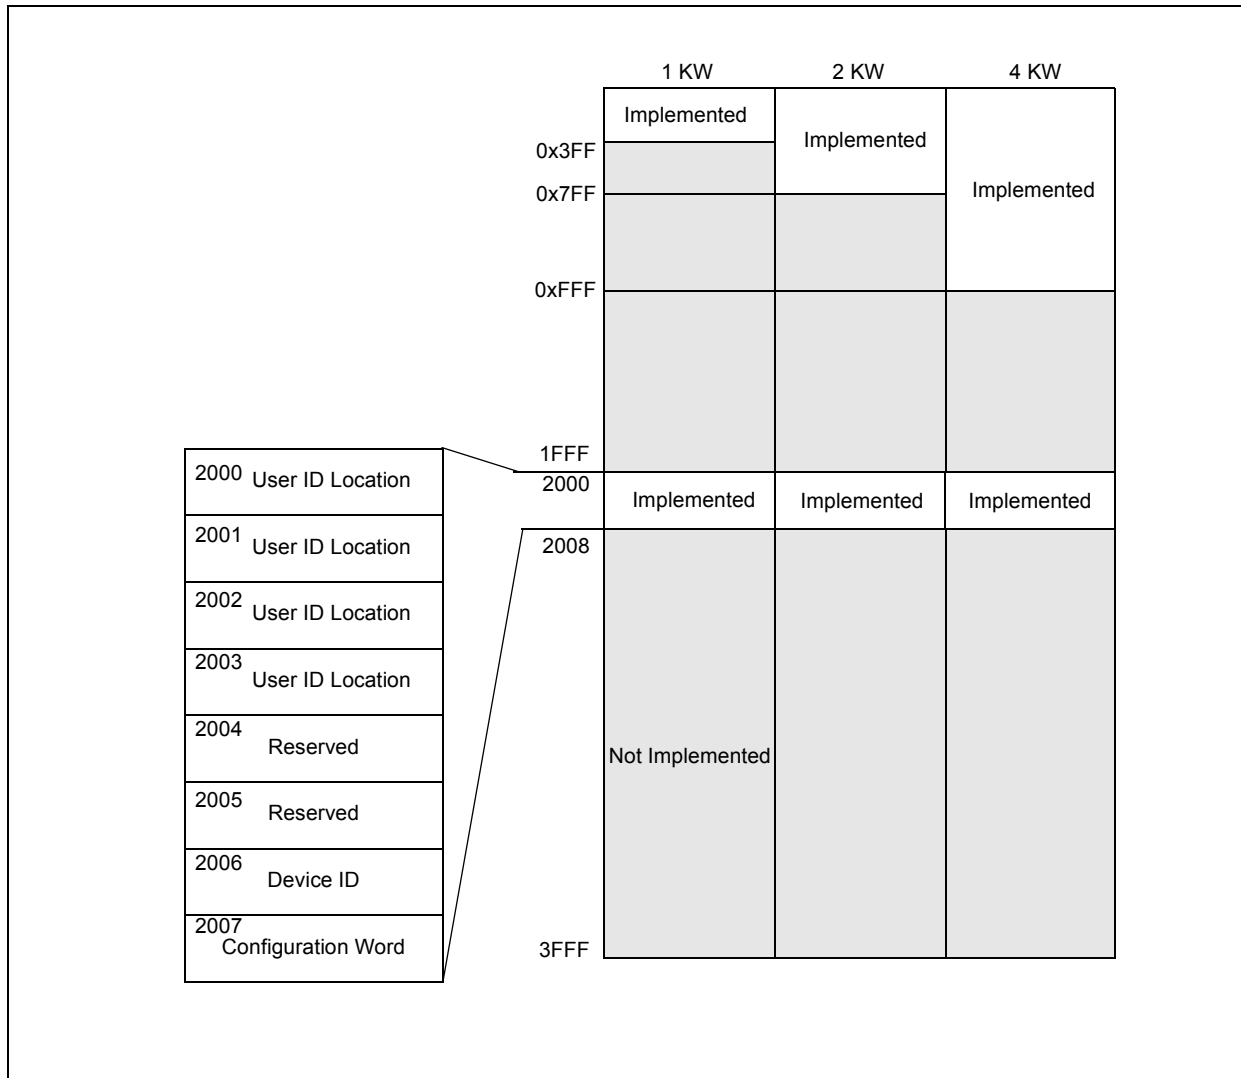 1 KW 2 KW 4 KW
Implemented
Implemented
Implemented
0x3FF
0x7FF
0xFFF
1FFF
2000
Implemented Implemented Implemented
2008
Not Implemented
3FFF
2000 User ID Location
2001 User ID Location
2002 User ID Location
2003 User ID Location
2004 Reserved
2005 Reserved
2006 Device ID
2007 Configuration Word